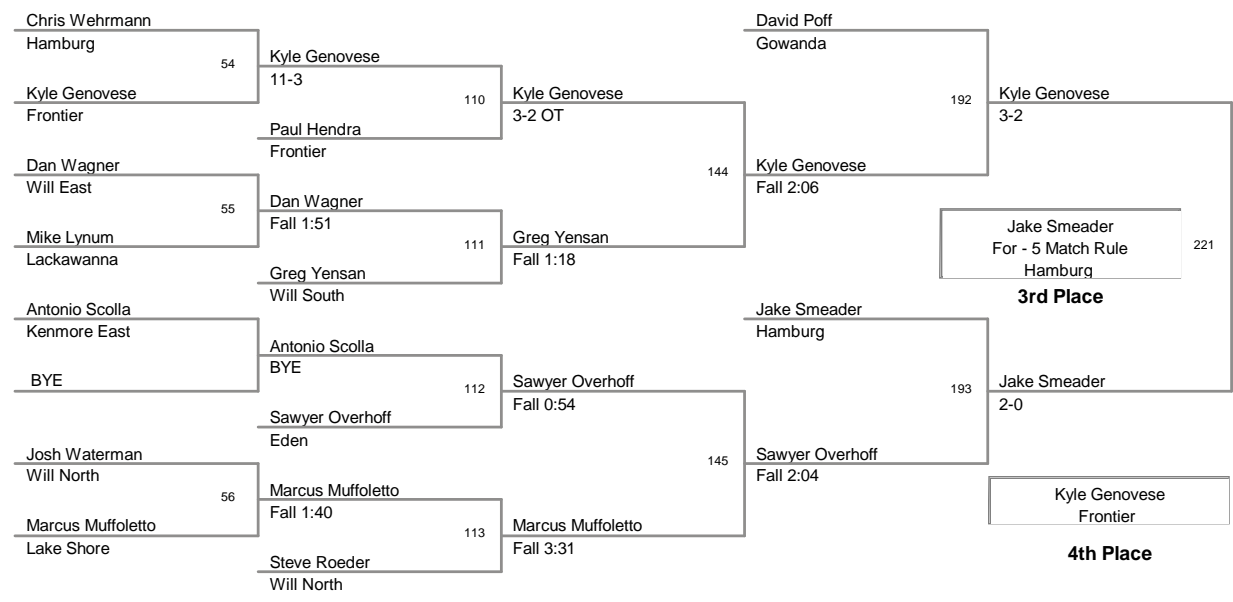 Chris Wehrmann
Hamburg
54
Kyle Genovese
Frontier
Dan Wagner
Will East
55
Mike Lynum
Lackawanna
Antonio Scolla
Kenmore East
BYE
Josh Waterman
Will North
56
Marcus Muffoletto
Lake Shore
Kyle Genovese
11-3
110
Paul Hendra
Frontier
Dan Wagner
Fall 1:51
111
Greg Yensan
Will South
Antonio Scolla
BYE
112
Sawyer Overhoff
Eden
Marcus Muffoletto
Fall 1:40
113
Steve Roeder
Will North
Kyle Genovese
3-2 OT
144
Greg Yensan
Fall 1:18
Sawyer Overhoff
Fall 0:54
145
Marcus Muffoletto
Fall 3:31
David Poff
Gowanda
192
Kyle Genovese
Fall 2:06
Jake Smeader
Hamburg
193
Sawyer Overhoff
Fall 2:04
Kyle Genovese
3-2
221
Jake Smeader
2-0
Jake Smeader
For - 5 Match Rule
Hamburg
3rd Place
Kyle Genovese
Frontier
4th Place